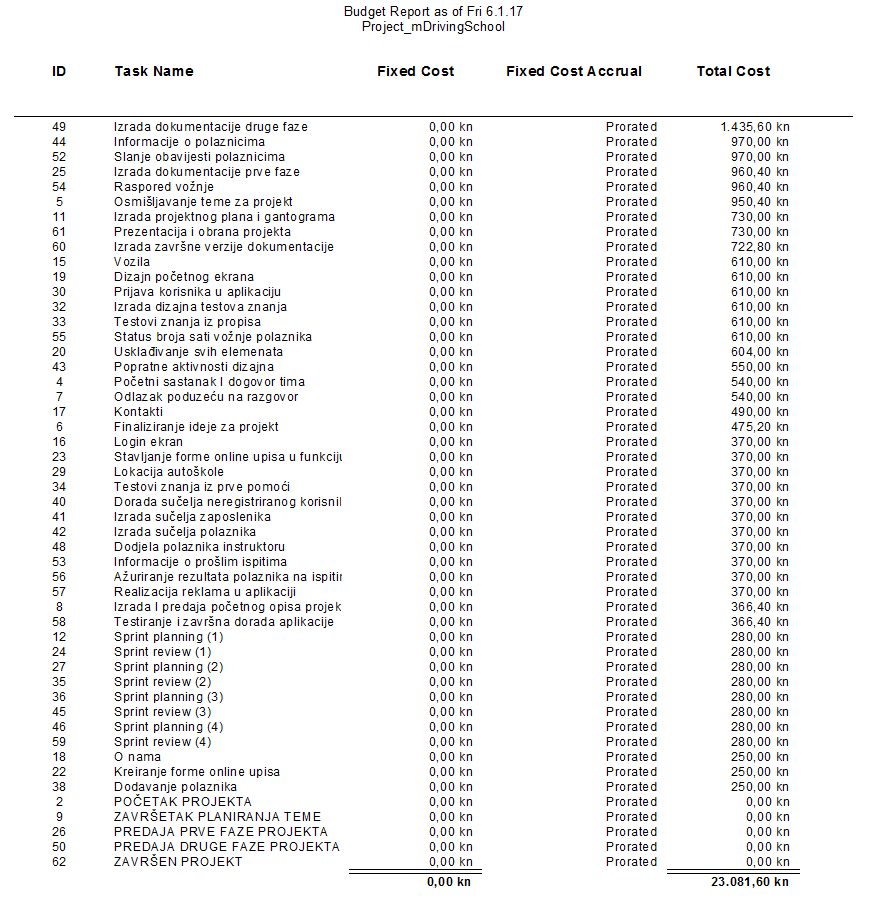 Budget Report as of Fri 6.1.17
Project_mDrivingSchool
ID Task Name Fixed Cost Fixed Cost Accrual Total Cost
49 Izrada dokumentacije druge faze 0,00 kn Prorated 1.435,60 kn
44 Informacije o polaznicima 0,00 kn Prorated 970,00 kn
52 Slanje obavijesti polaznicima 0,00 kn Prorated 970,00 kn
25 Izrada dokumentacije prve faze 0,00 kn Prorated 960,40 kn
54 Raspored vožnje 0,00 kn Prorated 960,40 kn
5 Osmišljavanje teme za projekt 0,00 kn Prorated 950,40 kn
11 Izrada projektnog plana i gantograma 0,00 kn Prorated 730,00 kn
61 Prezentacija i obrana projekta 0,00 kn Prorated 730,00 kn
60 Izrada završne verzije dokumentacije 0,00 kn Prorated 722,80 kn
15 Vozila 0,00 kn Prorated 610,00 kn
19 Dizajn početnog ekrana 0,00 kn Prorated 610,00 kn
30 Prijava korisnika u aplikaciju 0,00 kn Prorated 610,00 kn
32 Izrada dizajna testova znanja 0,00 kn Prorated 610,00 kn
33 Testovi znanja iz propisa 0,00 kn Prorated 610,00 kn
55 Status broja sati vožnje polaznika 0,00 kn Prorated 610,00 kn
20 Usklađivanje svih elemenata 0,00 kn Prorated 604,00 kn
43 Popratne aktivnosti dizajna 0,00 kn Prorated 550,00 kn
4 Početni sastanak I dogovor tima 0,00 kn Prorated 540,00 kn
7 Odlazak poduzeću na razgovor 0,00 kn Prorated 540,00 kn
17 Kontakti 0,00 kn Prorated 490,00 kn
6 Finaliziranje ideje za projekt 0,00 kn Prorated 475,20 kn
16 Login ekran 0,00 kn Prorated 370,00 kn
23 Stavljanje forme online upisa u funkciju 0,00 kn Prorated 370,00 kn
29 Lokacija autoškole 0,00 kn Prorated 370,00 kn
34 Testovi znanja iz prve pomoći 0,00 kn Prorated 370,00 kn
40 Dorada sučelja neregistriranog korisnil 0,00 kn Prorated 370,00 kn
41 Izrada sučelja zaposlenika 0,00 kn Prorated 370,00 kn
42 Izrada sučelja polaznika 0,00 kn Prorated 370,00 kn
48 Dodjela polaznika instruktoru 0,00 kn Prorated 370,00 kn
53 Informacije o prošlim ispitima 0,00 kn Prorated 370,00 kn
56 Ažuriranje rezultata polaznika na ispitir 0,00 kn Prorated 370,00 kn
57 Realizacija reklama u aplikaciji 0,00 kn Prorated 370,00 kn
8 Izrada I predaja početnog opisa projek 0,00 kn Prorated 366,40 kn
58 Testiranje i završna dorada aplikacije 0,00 kn Prorated 366,40 kn
12 Sprint planning (1) 0,00 kn Prorated 280,00 kn
24 Sprint review (1) 0,00 kn Prorated 280,00 kn
27 Sprint planning (2) 0,00 kn Prorated 280,00 kn
35 Sprint review (2) 0,00 kn Prorated 280,00 kn
36 Sprint planning (3) 0,00 kn Prorated 280,00 kn
45 Sprint review (3) 0,00 kn Prorated 280,00 kn
46 Sprint planning (4) 0,00 kn Prorated 280,00 kn
59 Sprint review (4) 0,00 kn Prorated 280,00 kn
18 O nama 0,00 kn Prorated 250,00 kn
22 Kreiranje forme online upisa 0,00 kn Prorated 250,00 kn
38 Dodavanje polaznika 0,00 kn Prorated 250,00 kn
2 POČETAK PROJEKTA 0,00 kn Prorated 0,00 kn
9 ZAVRŠETAK PLANIRANJA TEME 0,00 kn Prorated 0,00 kn
26 PREDAJA PRVE FAZE PROJEKTA 0,00 kn Prorated 0,00 kn
50 PREDAJA DRUGE FAZE PROJEKTA 0,00 kn Prorated 0,00 kn
62 ZAVRŠEN PROJEKT 0,00 kn Prorated 0,00 kn
0,00 kn 23.081,60 kn